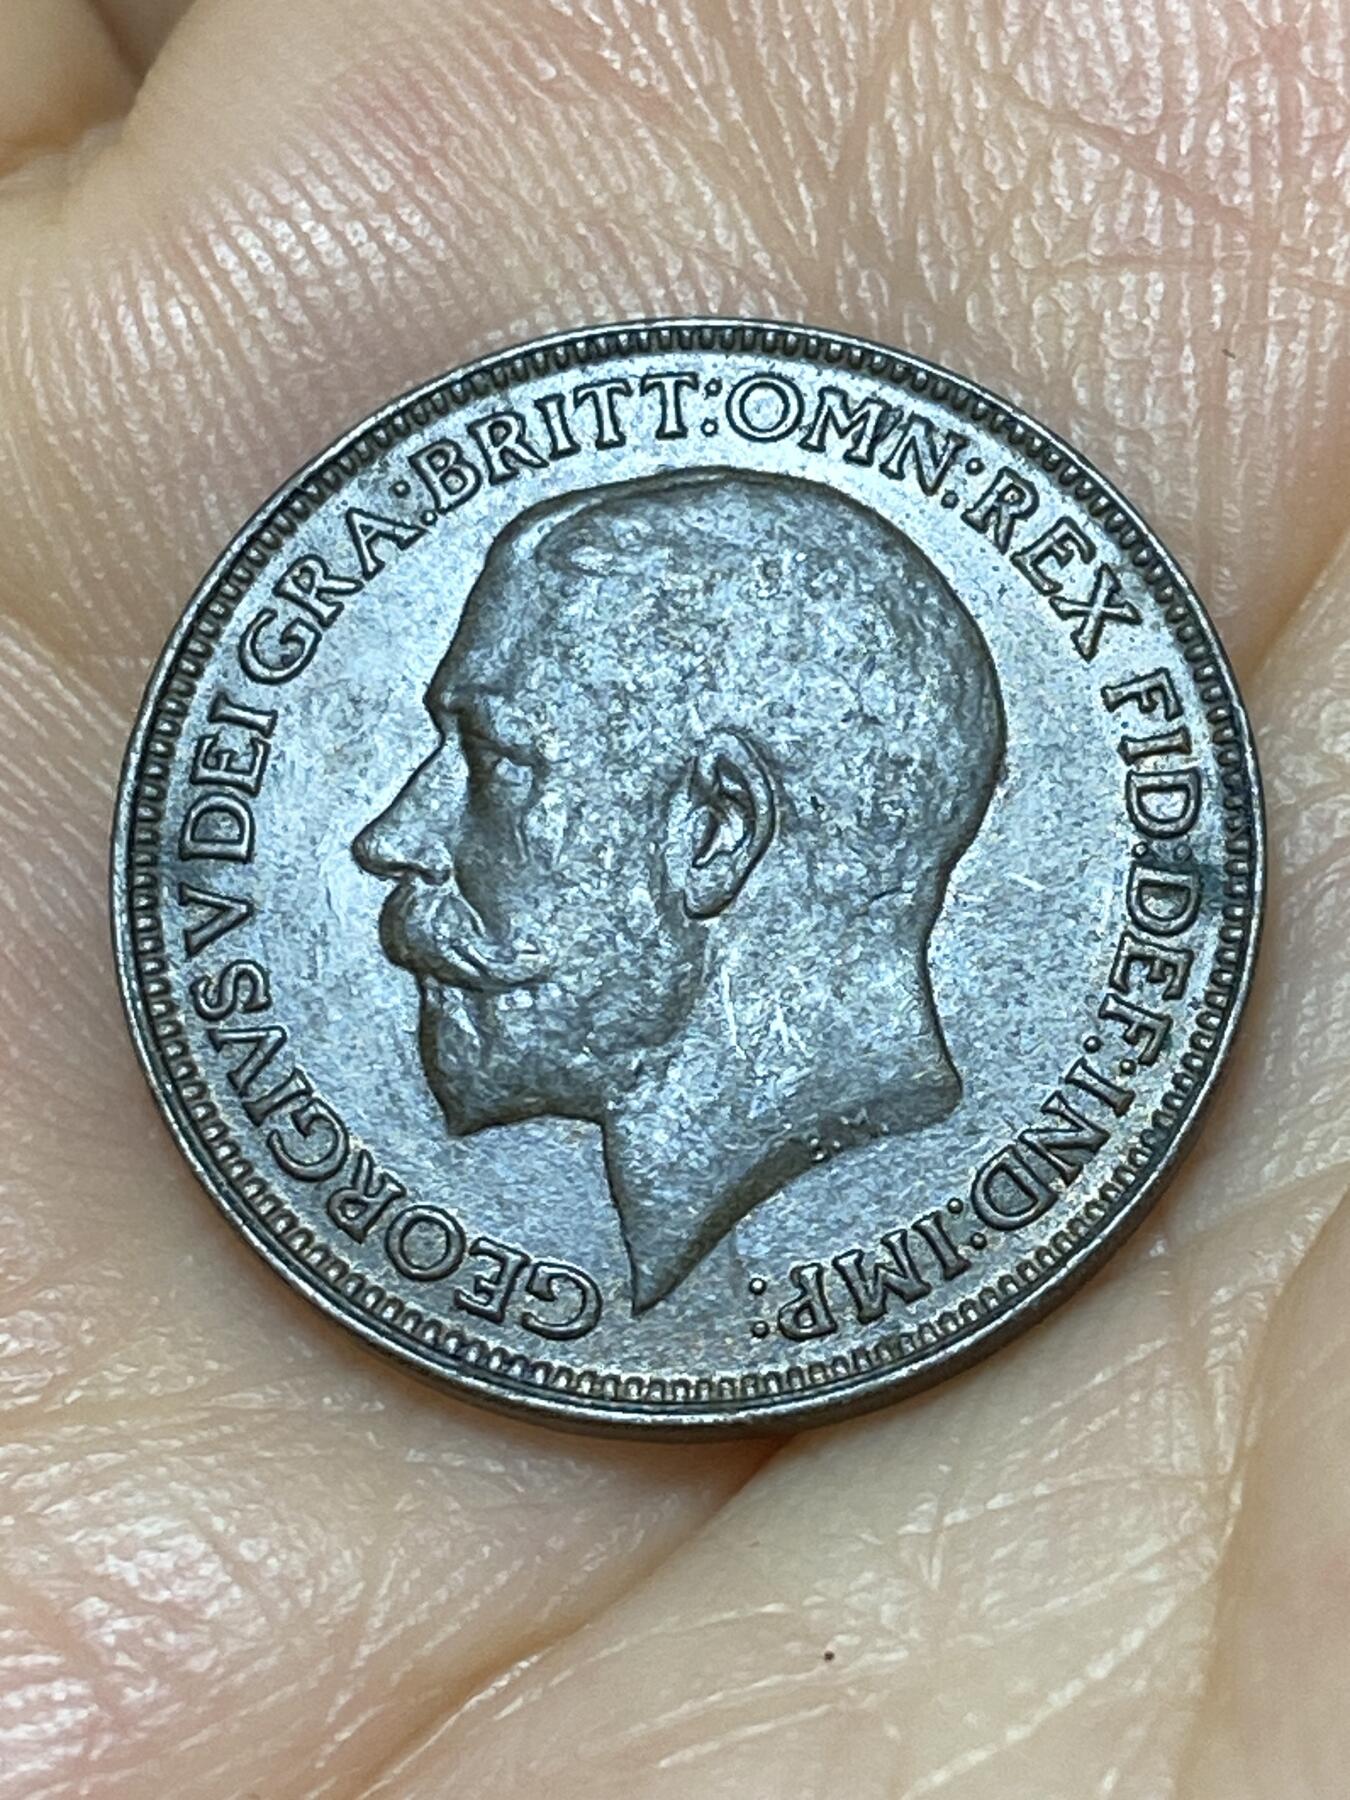 GEORGIVS V DEI GRA: BRITT: OMN: REX FID: DEF: IND: IMP:
B.M.